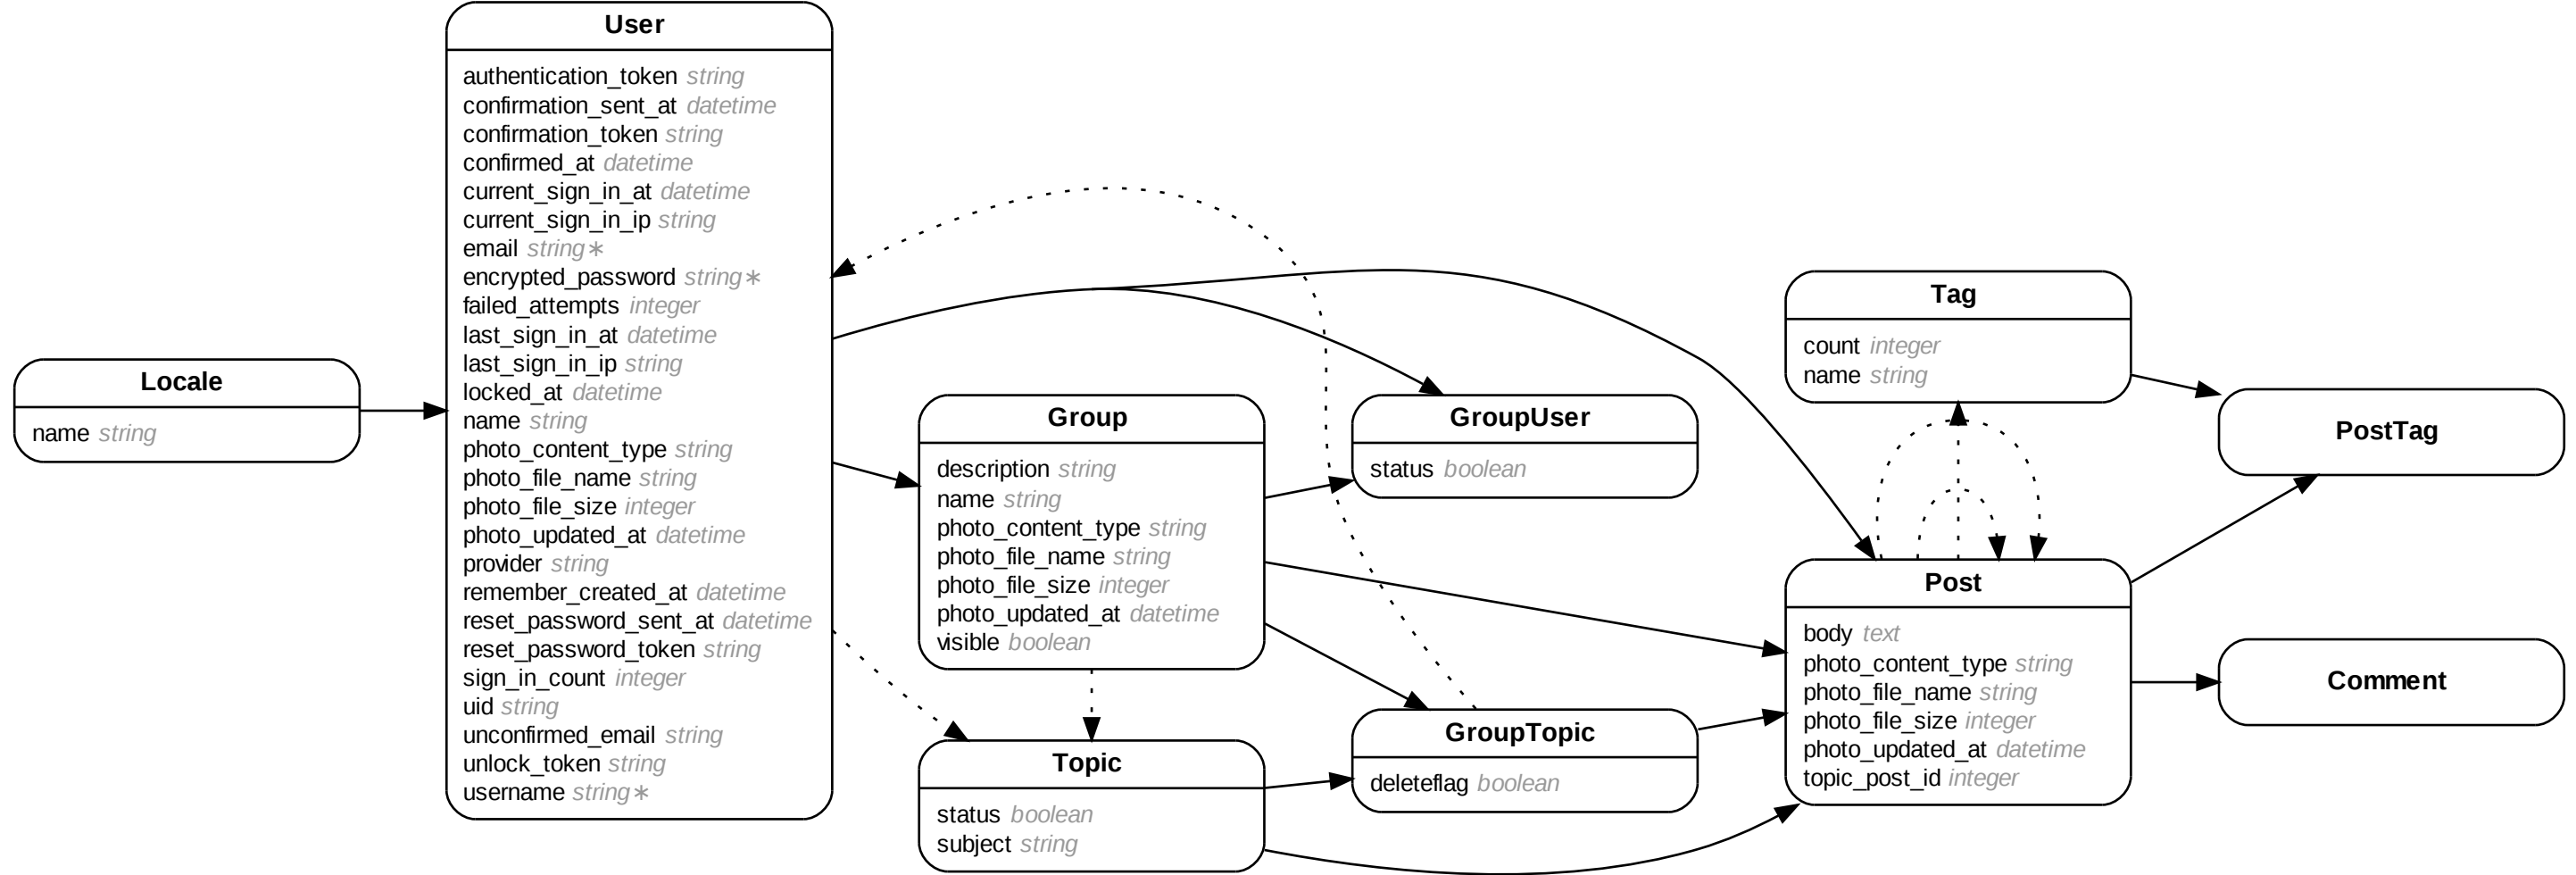 Locale
name string
User
authentication_token string
confirmation_sent_at datetime
confirmation_token string
confirmed_at datetime
current_sign_in_at datetime
current_sign_in_ip string
email string∗
encrypted_password string∗
failed_attempts integer
last_sign_in_at datetime
last_sign_in_ip string
locked_at datetime
name string
photo_content_type string
photo_file_name string
photo_file_size integer
photo_updated_at datetime
provider string
remember_created_at datetime
reset_password_sent_at datetime
reset_password_token string
sign_in_count integer
uid string
unconfirmed_email string
unlock_token string
username string∗
Group
description string
name string
photo_content_type string
photo_file_name string
photo_file_size integer
photo_updated_at datetime
visible boolean
Topic
status boolean
subject string
GroupUser
status boolean
GroupTopic
deleteflag boolean
Tag
count integer
name string
Post
body text
photo_content_type string
photo_file_name string
photo_file_size integer
photo_updated_at datetime
topic_post_id integer
PostTag
Comment